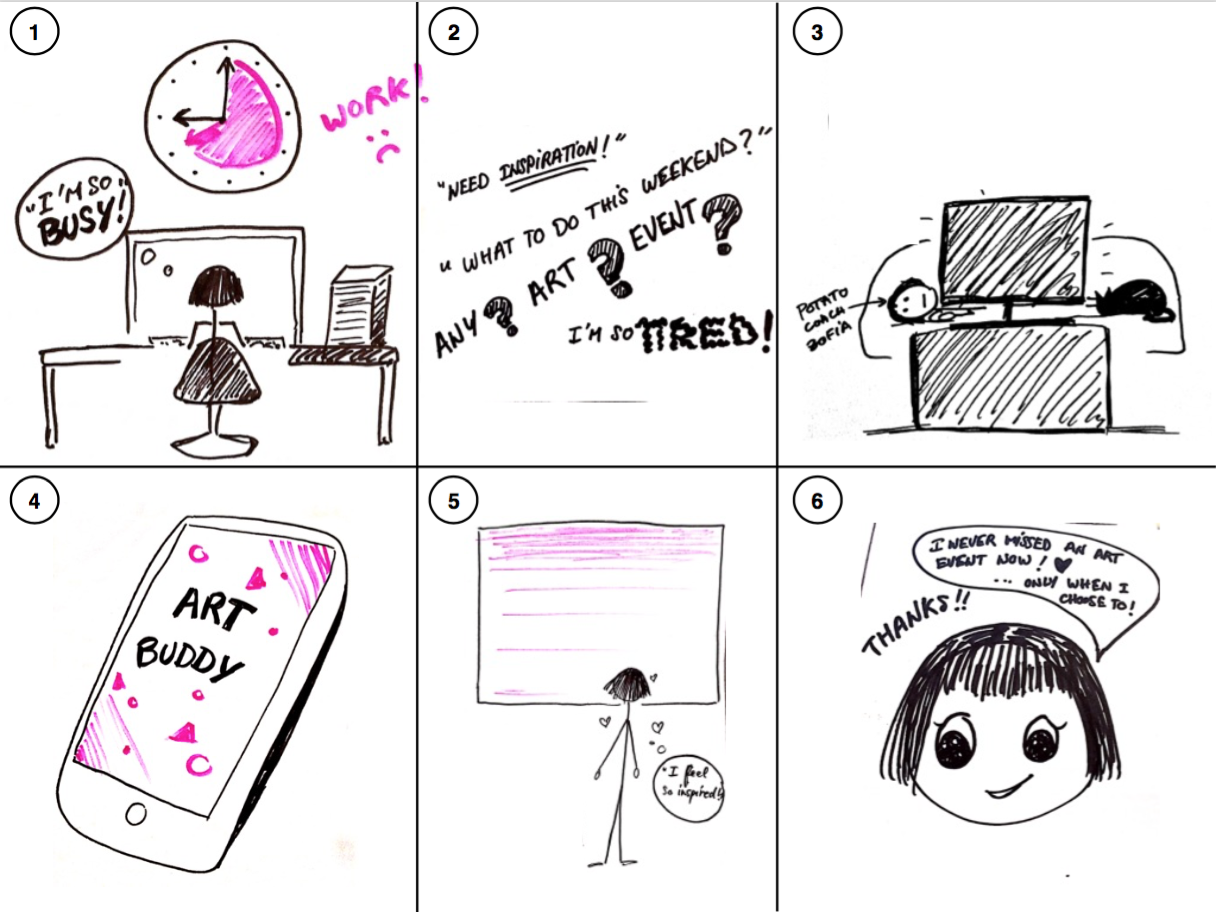 1
WORK!
"I'M SO"
BUSY!
2
"NEED INSPIRATION!"
"WHAT TO DO THIS WEEKEND?"
ANY? ART? EVENT?
I'M SO TIRED!
3
POTATO
COACH
SOFIA
4
ART
BUDDY
5
"I feel
so inspired!"
6
I NEVER MISSED AN ART
EVENT NOW!
... ONLY WHEN I
CHOOSE TO!
THANKS!!